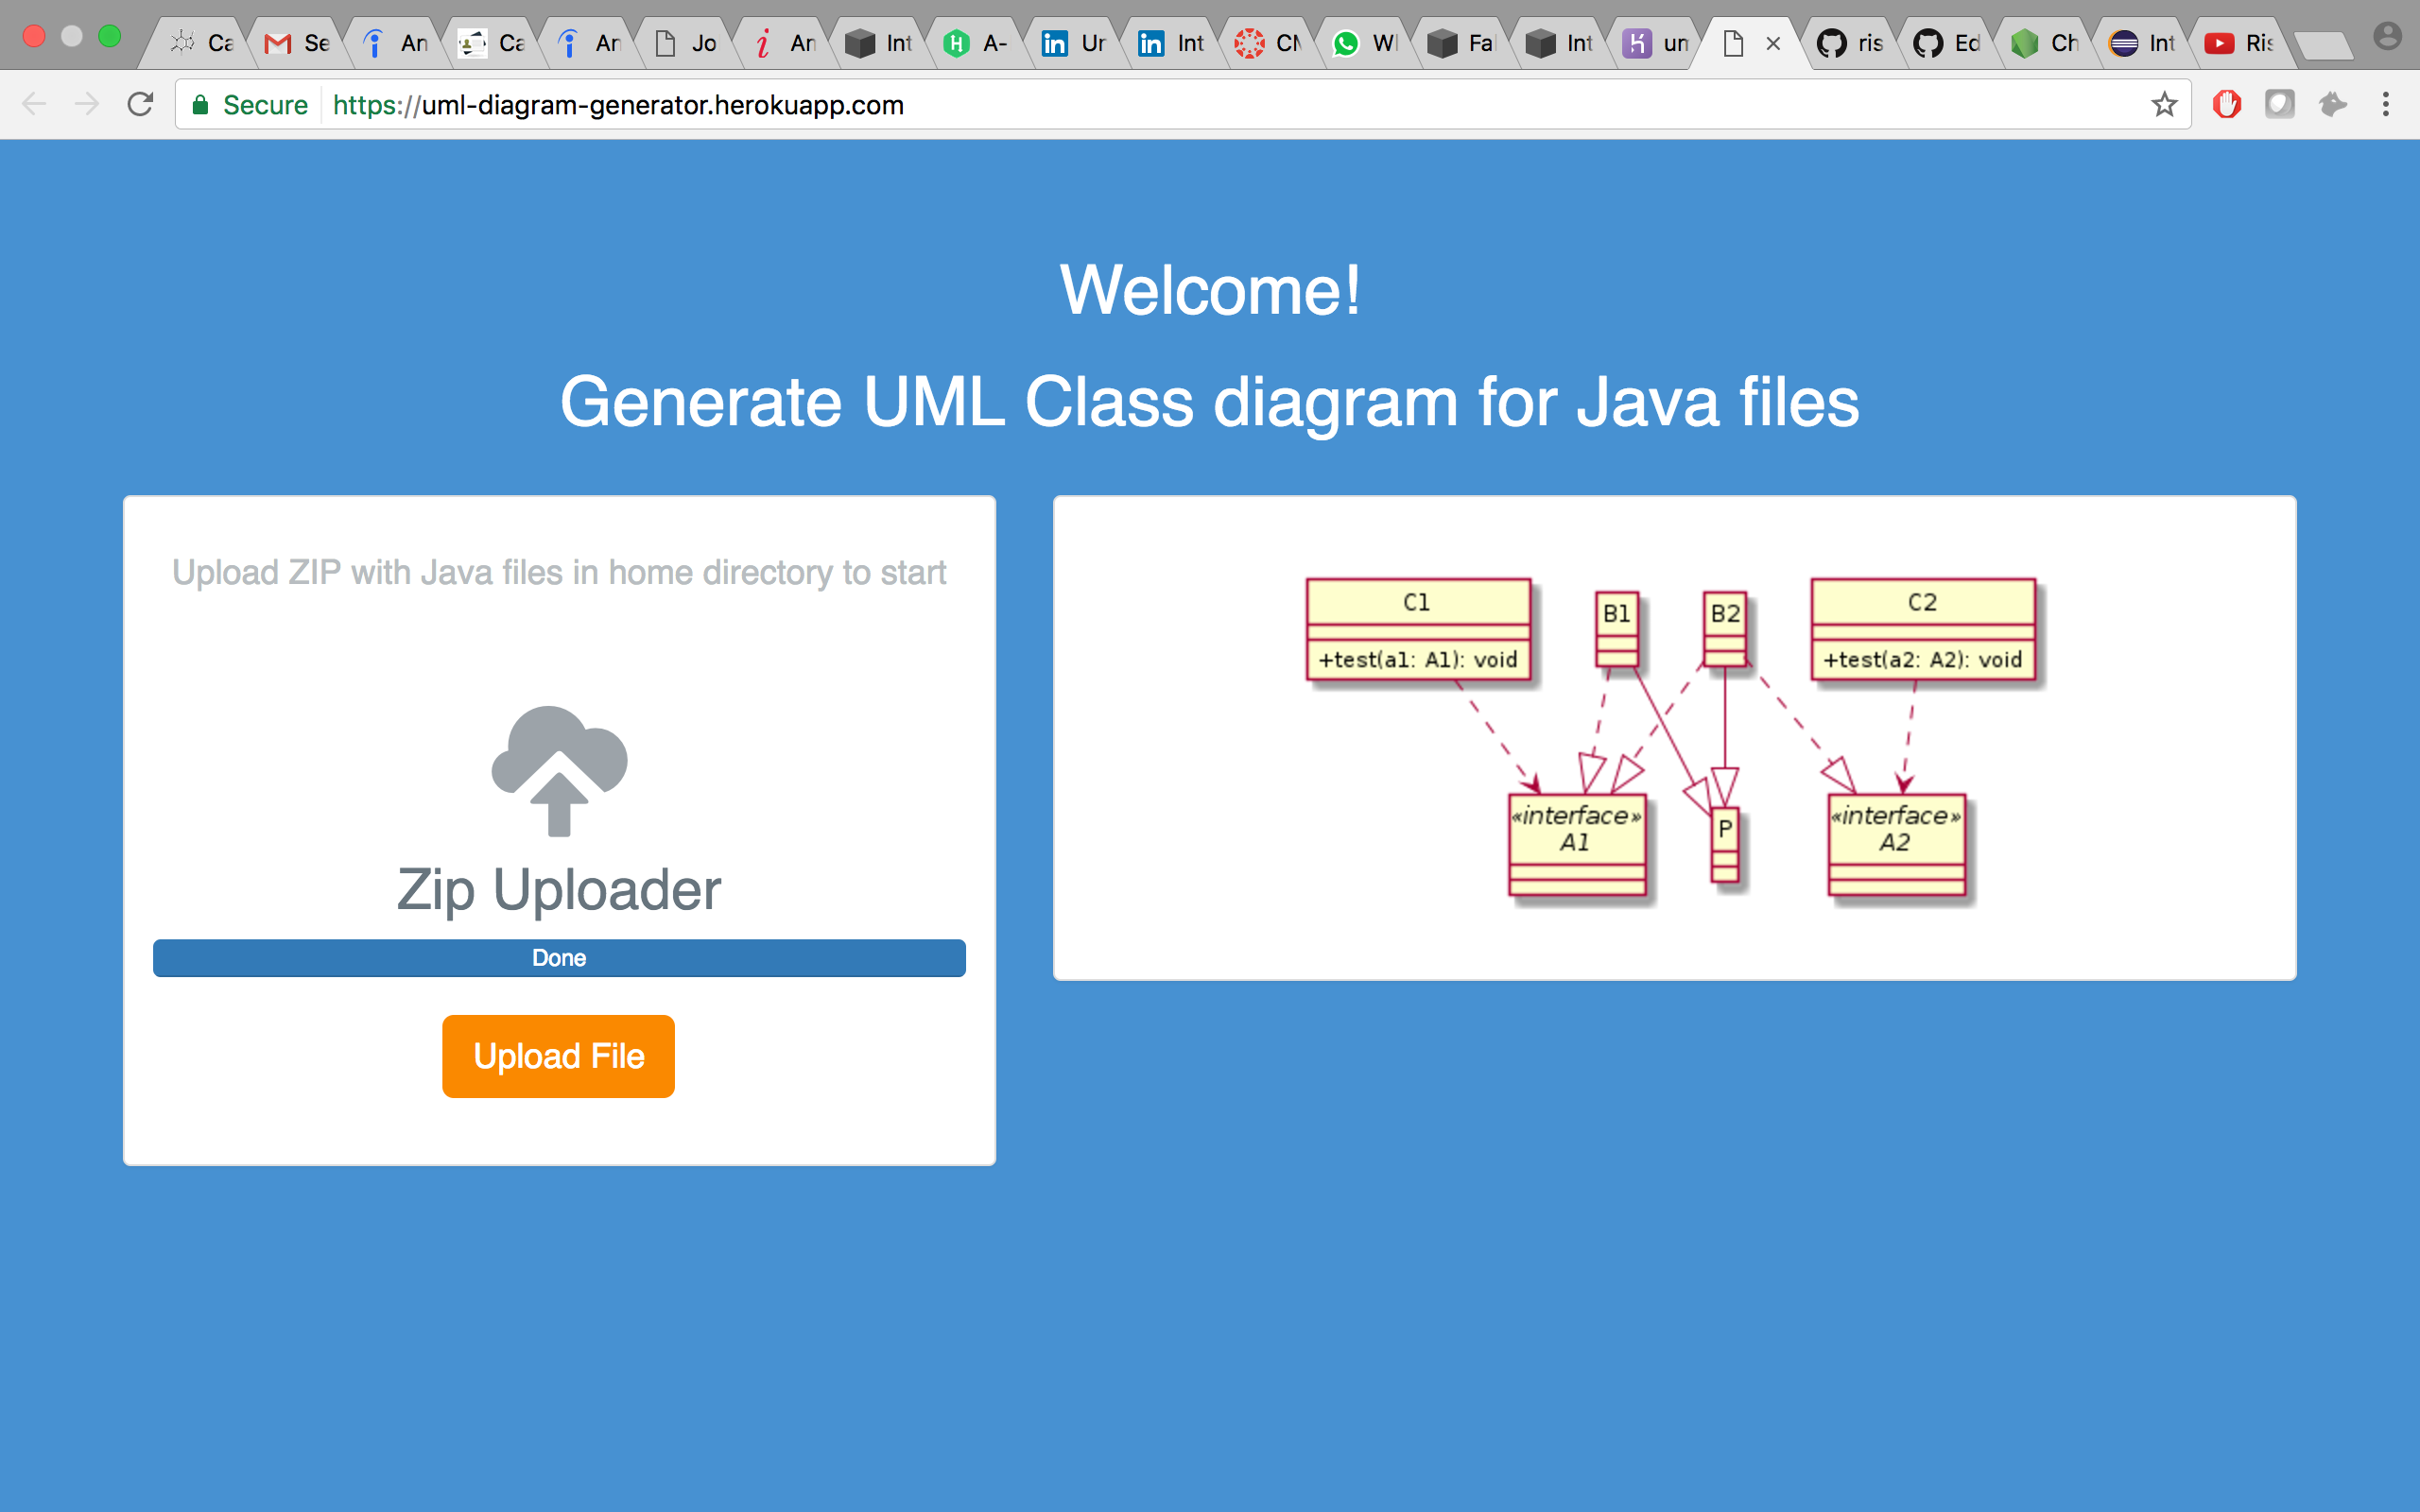 Ca Se An Ca An Jo An Int A- Ur Int CM Wl Fal Int un ris Ed Ch Int Ris
Secure https://uml-diagram-generator.herokuapp.com
Welcome!
Generate UML Class diagram for Java files
Upload ZIP with Java files in home directory to start
Zip Uploader
Done
Upload File
C1
+test(a1: A1): void
B1
B2
C2
+test(a2: A2): void
«interface»
A1
P
«interface»
A2